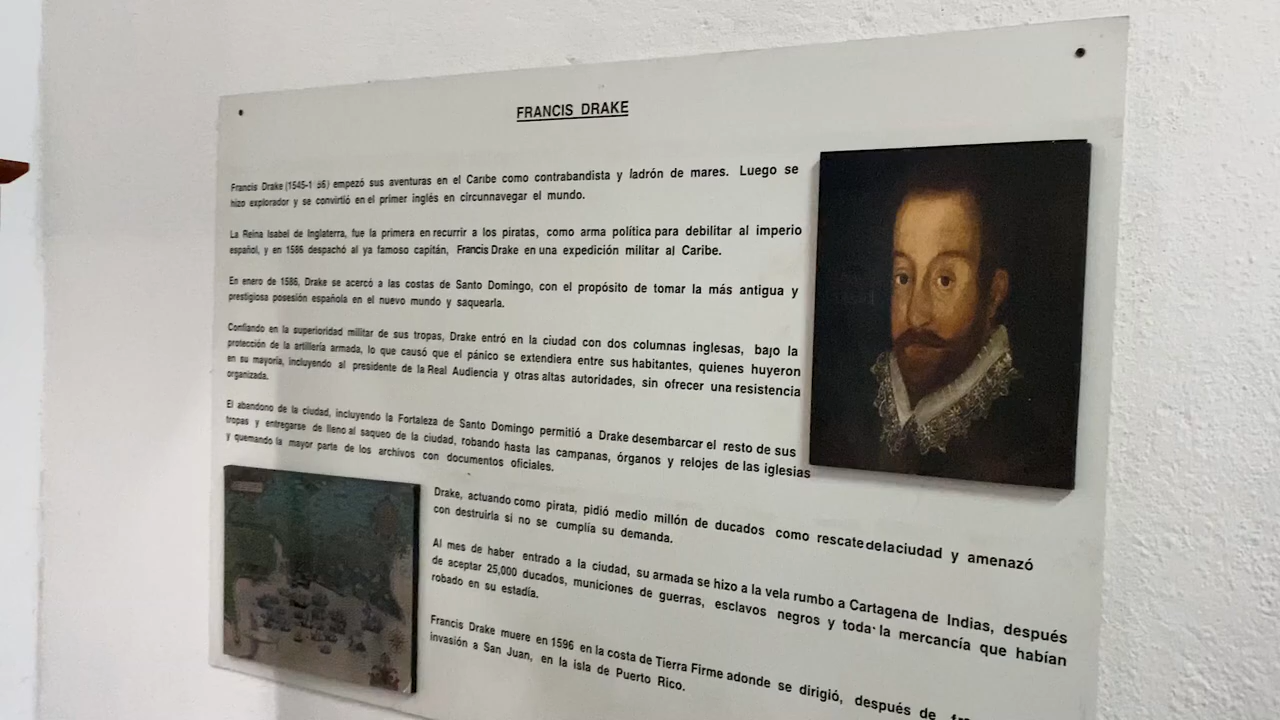 FRANCIS DRAKE
Francis Drake (1545-1 96) empezó sus aventuras en el Caribe como contrabandista y ladrón de mares. Luego se
hizo explorador y se convirtió en el primer inglés en circunnavegar el mundo.
La Reina Isabel de Inglaterra, fue la primera en recurrir a los piratas, como arma política para debilitar al imperio
español, y en 1586 despachó al ya famoso capitán, Francis Drake en una expedición militar al Caribe.
En enero de 1586, Drake se acercó a las costas de Santo Domingo, con el propósito de tomar la más antigua y
prestigiosa posesión española en el nuevo mundo y saquearla.
Confiando en la superioridad militar de sus tropas, Drake entró en la ciudad con dos columnas inglesas, bajo la
protección de la artillería armada, lo que causó que el pánico se extendiera entre sus habitantes, quienes huyeron
en su mayoría, incluyendo al presidente de la Real Audiencia y otras altas autoridades, sin ofrecer una resistencia
organizada.
El abandono de la ciudad, incluyendo la Fortaleza de Santo Domingo permitió a Drake desembarcar el resto de sus
tropas y entregarse de lleno al saqueo de la ciudad, robando hasta las campanas, órganos y relojes de las iglesias
y quemando la mayor parte de los archivos con documentos oficiales.
Drake, actuando como pirata, pidió medio millón de ducados como rescate de la ciudad y amenazó
con destruirla si no se cumplía su demanda.
Al mes de haber entrado a la ciudad, su armada se hizo a la vela rumbo a Cartagena de Indias, después
de aceptar 25,000 ducados, municiones de guerras, esclavos negros y toda la mercancía que habían
robado en su estadía.
Francis Drake muere en 1596 en la costa de Tierra Firme adonde se dirigió, después de
invasión a San Juan, en la isla de Puerto Rico.